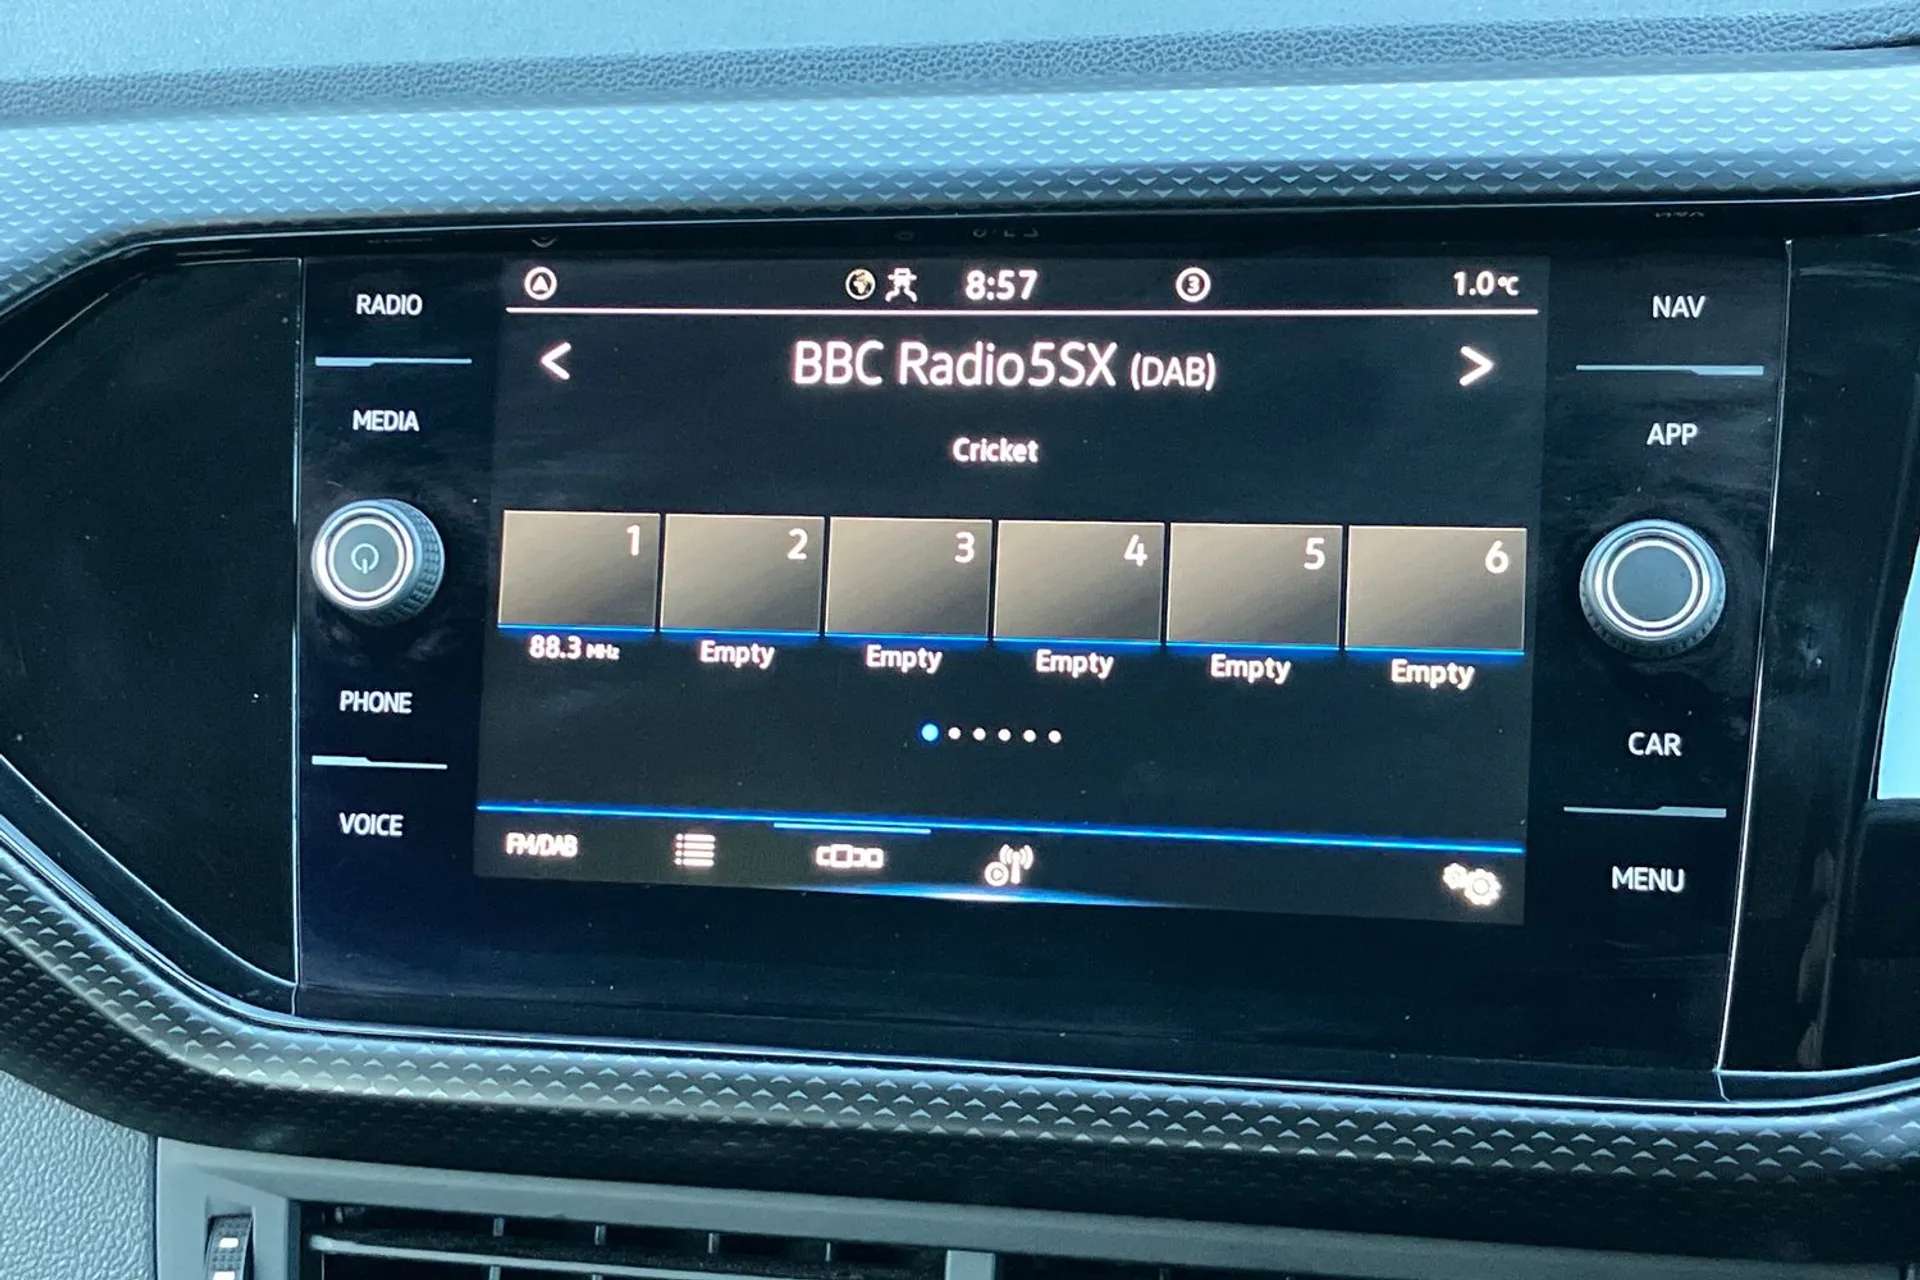 RADIO
MEDIA
PHONE
VOICE
8:57
3
1.0°C
< BBC Radio5SX (DAB) >
Cricket
1 2 3 4 5 6
88.3 MHz Empty Empty Empty Empty Empty
FM/DAB
NAV
APP
CAR
MENU